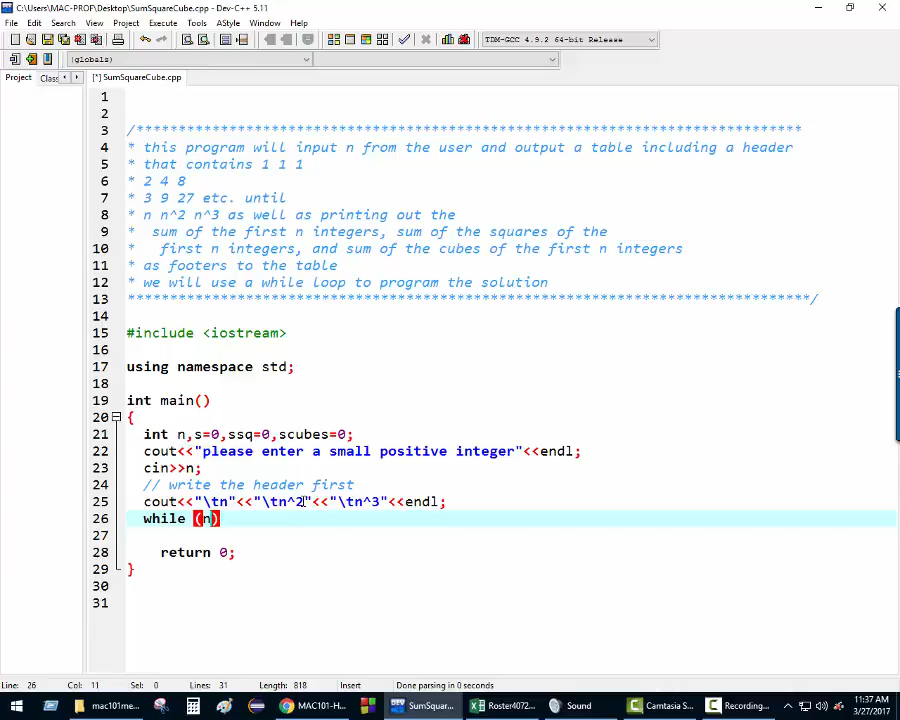 C:\Users\MAC-PROF\Desktop\SumSquareCube.cpp - Dev-C++ 5.11
File Edit Search View Project Execute Tools AStyle Window Help
TDM-GCC 4.9.2 64-bit Release
(globals)
Project Class [*] SumSquareCube.cpp
1
2
3 /*********************************************************************************
4 * this program will input n from the user and output a table including a header
5 * that contains 1 1 1
6 * 2 4 8
7 * 3 9 27 etc. until
8 * n n^2 n^3 as well as printing out the
9 * sum of the first n integers, sum of the squares of the
10 * first n integers, and sum of the cubes of the first n integers
11 * as footers to the table
12 * we will use a while loop to program the solution
13 ***********************************************************************************/
14
15 #include <iostream>
16
17 using namespace std;
18
19 int main()
20 {
21 int n,s=0,ssq=0,scubes=0;
22 cout<<"please enter a small positive integer"<<endl;
23 cin>>n;
24 // write the header first
25 cout<<"\tn"<<"\tn^2"<<"\tn^3"<<endl;
26 while (n)
27
28 return 0;
29 }
30
31
Line: 26 Col: 11 Sel: 0 Lines: 31 Length: 818 Insert Done parsing in 0 seconds
mac101me... MAC101-H... SumSquar... Roster4072... Sound Camtasia S... Recording... 11:37 AM
3/27/2017